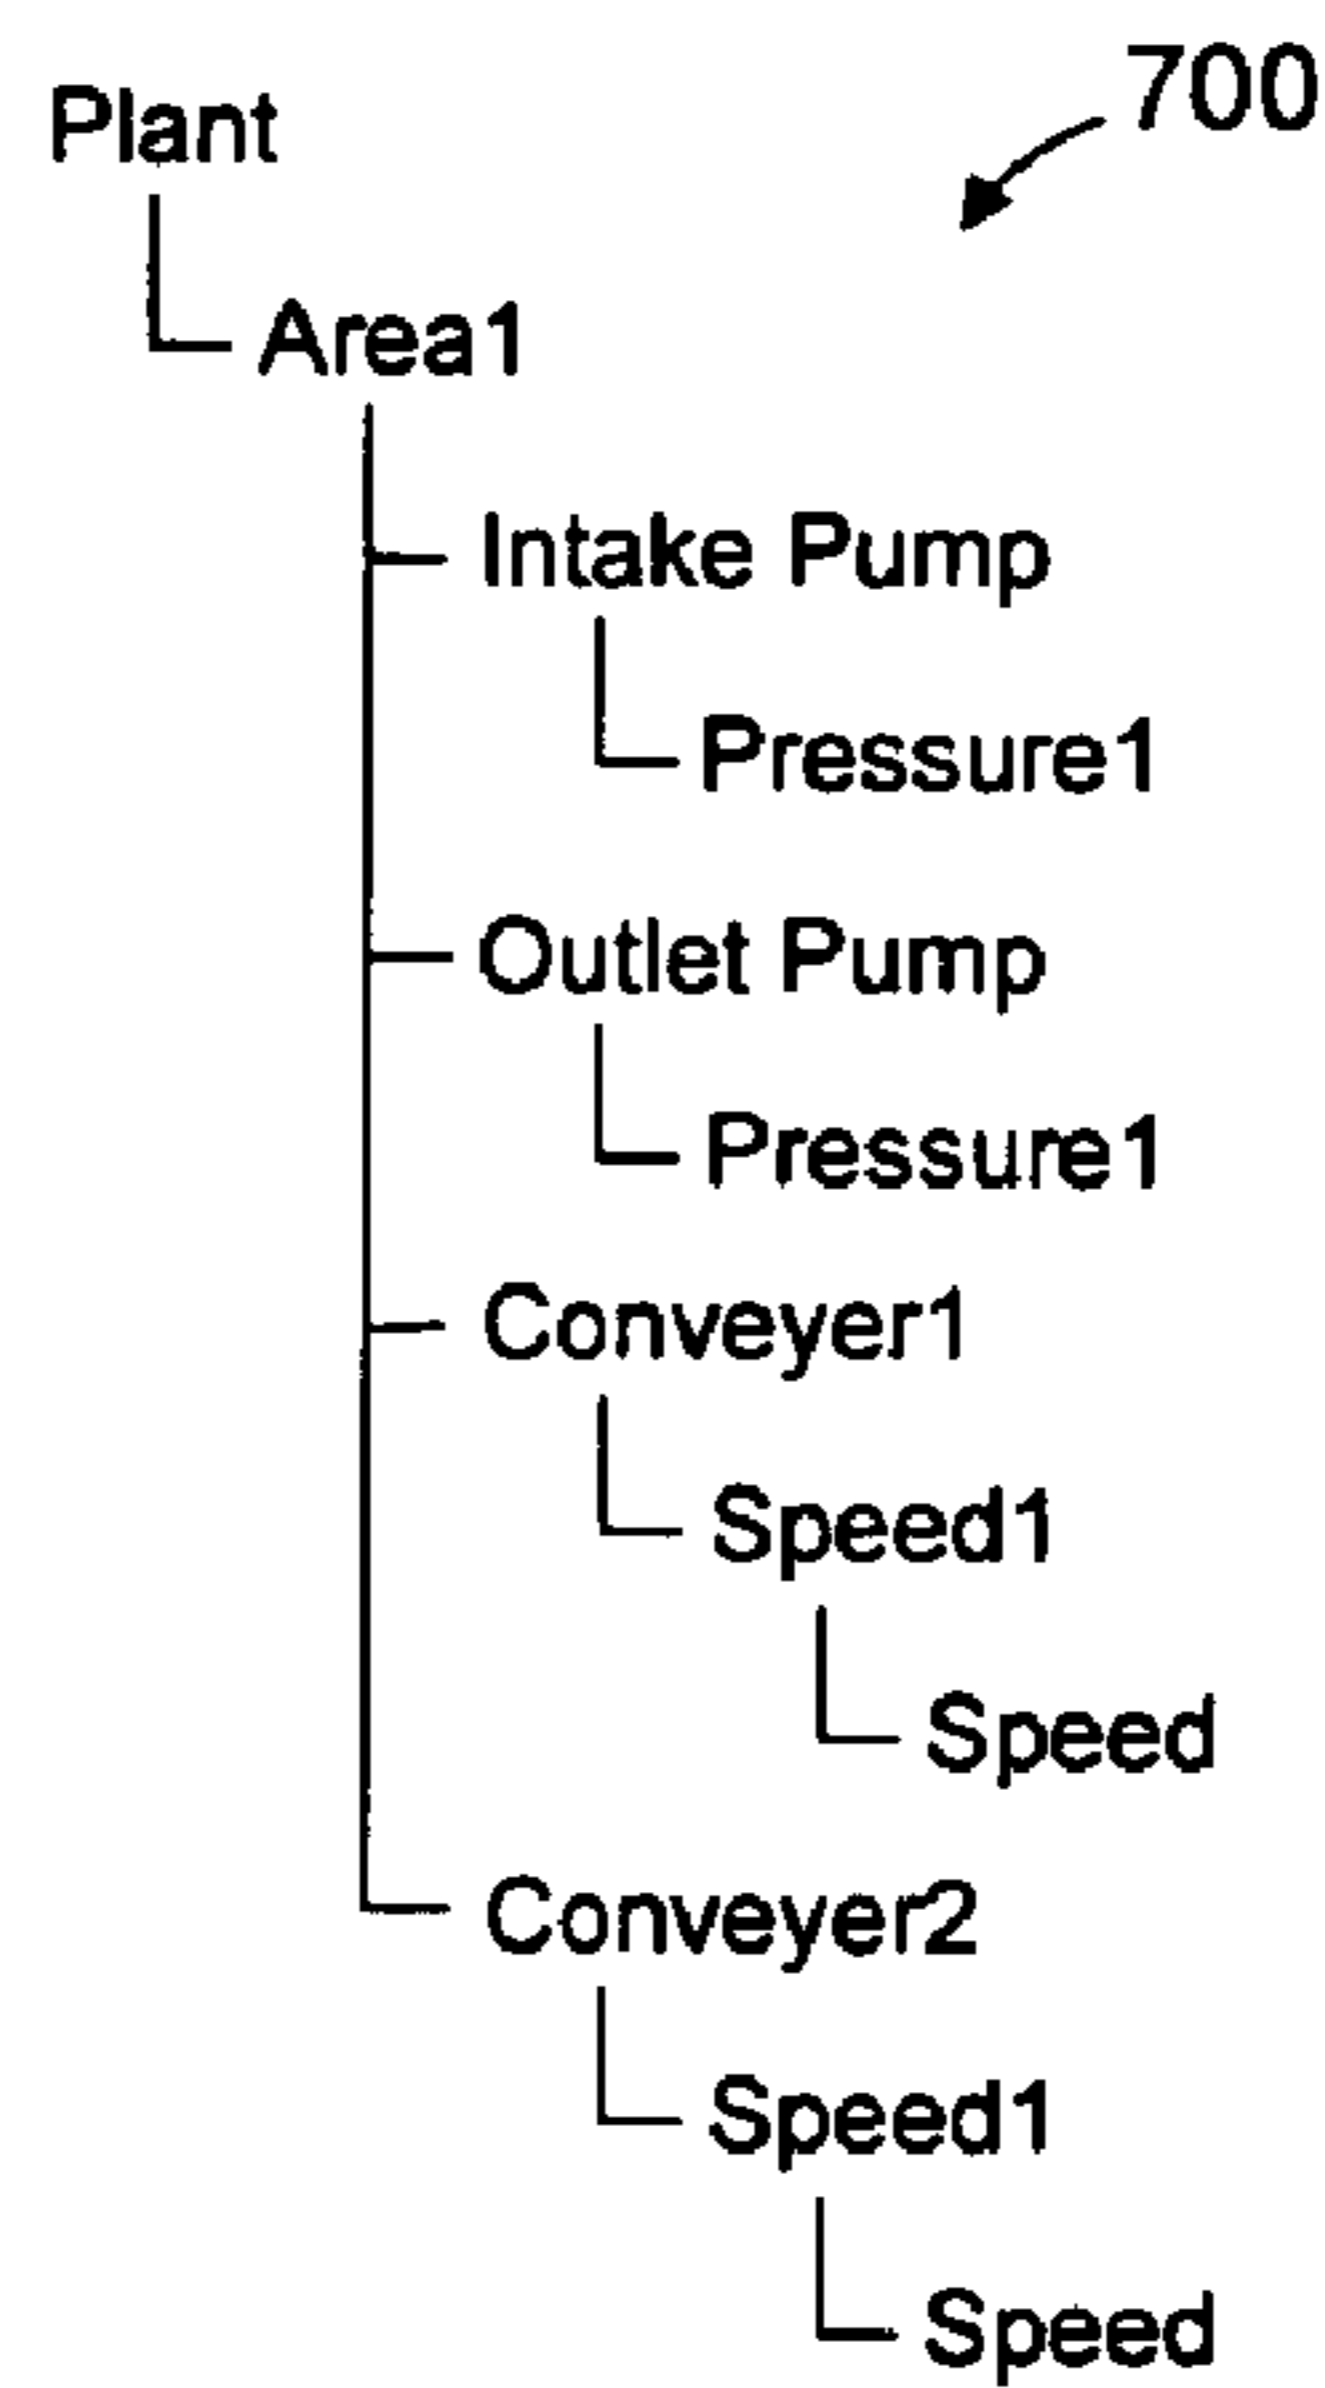 700
Plant
Area1
Intake Pump
Pressure1
Outlet Pump
Pressure1
Conveyer1
Speed1
Speed
Conveyer2
Speed1
Speed